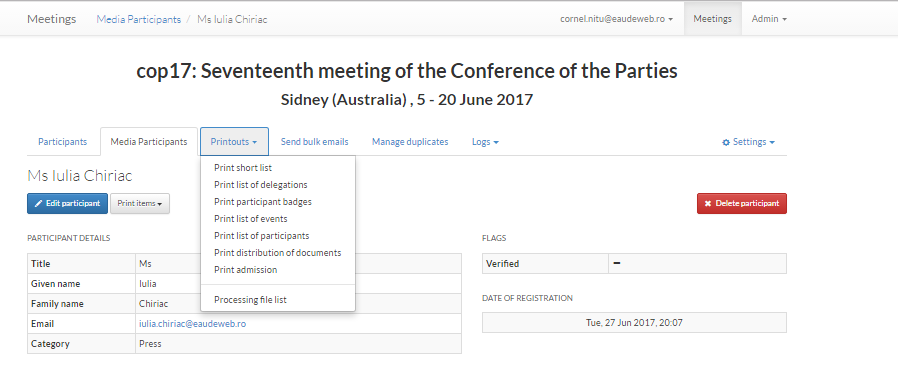 Meetings Media Participants / Ms Iulia Chiriac cornel.nitu@eaudeweb.ro Meetings Admin
cop17: Seventeenth meeting of the Conference of the Parties
Sidney (Australia) , 5 - 20 June 2017
Participants Media Participants Printouts Send bulk emails Manage duplicates Logs Settings
Ms Iulia Chiriac
Edit participant Print items Delete participant
Print short list
Print list of delegations
Print participant badges
Print list of events
Print list of participants
Print distribution of documents
Print admission
Processing file list
PARTICIPANT DETAILS
Title Ms
Given name Iulia
Family name Chiriac
Email iulia.chiriac@eaudeweb.ro
Category Press
FLAGS
Verified –
DATE OF REGISTRATION
Tue, 27 Jun 2017, 20:07